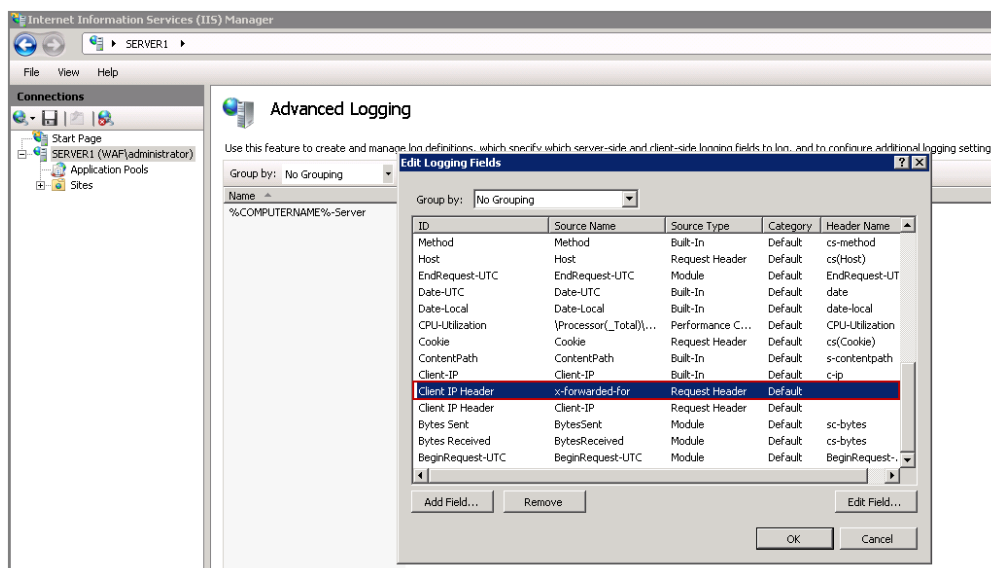 Internet Information Services (IIS) Manager
SERVER1
File View Help
Connections
Start Page
SERVER1 (WAF\administrator)
Application Pools
Sites
Advanced Logging
Use this feature to create and manage log definitions, which specify which server-side and client-side logging fields to log, and to configure additional logging setting
Group by: No Grouping
Name
%COMPUTERNAME%-Server
Edit Logging Fields
Group by: No Grouping
ID Source Name Source Type Category Header Name
Method Method Built-In Default cs-method
Host Host Request Header Default cs(Host)
EndRequest-UTC EndRequest-UTC Module Default EndRequest-UT
Date-UTC Date-UTC Built-In Default date
Date-Local Date-Local Built-In Default date-local
CPU-Utilization \Processor(_Total)\... Performance C... Default CPU-Utilization
Cookie Cookie Request Header Default cs(Cookie)
ContentPath ContentPath Built-In Default s-contentpath
Client-IP Client-IP Built-In Default c-ip
Client IP Header x-forwarded-for Request Header Default
Client IP Header Client-IP Request Header Default
Bytes Sent BytesSent Module Default sc-bytes
Bytes Received BytesReceived Module Default cs-bytes
BeginRequest-UTC BeginRequest-UTC Module Default BeginRequest-.
Add Field... Remove Edit Field...
OK Cancel